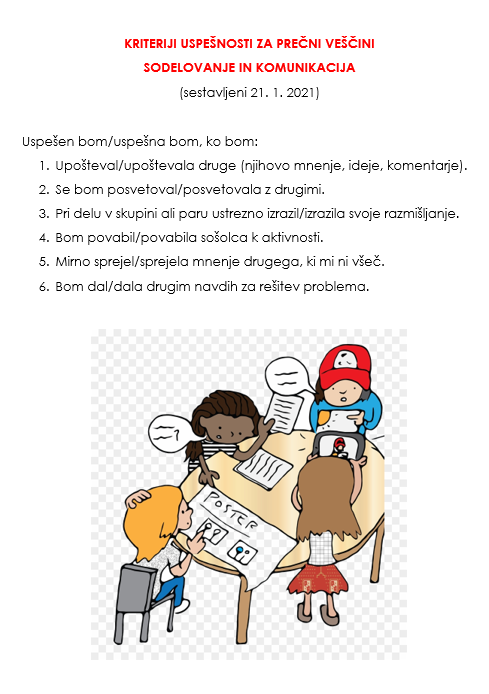 KRITERIJI USPEŠNOSTI ZA PREČNI VEŠČINI
SODELOVANJE IN KOMUNIKACIJA
(sestavljeni 21. 1. 2021)
Uspešen bom/uspešna bom, ko bom:
1. Upošteval/upoštevala druge (njihovo mnenje, ideje, komentarje).
2. Se bom posvetoval/posvetovala z drugimi.
3. Pri delu v skupini ali paru ustrezno izrazil/izrazila svoje razmišljanje.
4. Bom povabil/povabila sošolca k aktivnosti.
5. Mirno sprejel/sprejela mnenje drugega, ki mi ni všeč.
6. Bom dal/dala drugim navdih za rešitev problema.
POSTER